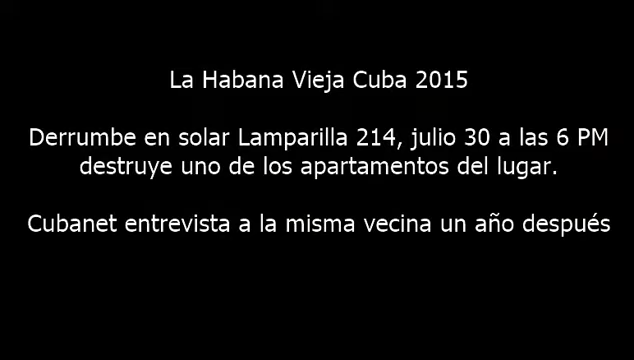 La Habana Vieja Cuba 2015
Derrumbe en solar Lamparilla 214, julio 30 a las 6 PM
destruye uno de los apartamentos del lugar.
Cubanet entrevista a la misma vecina un año después